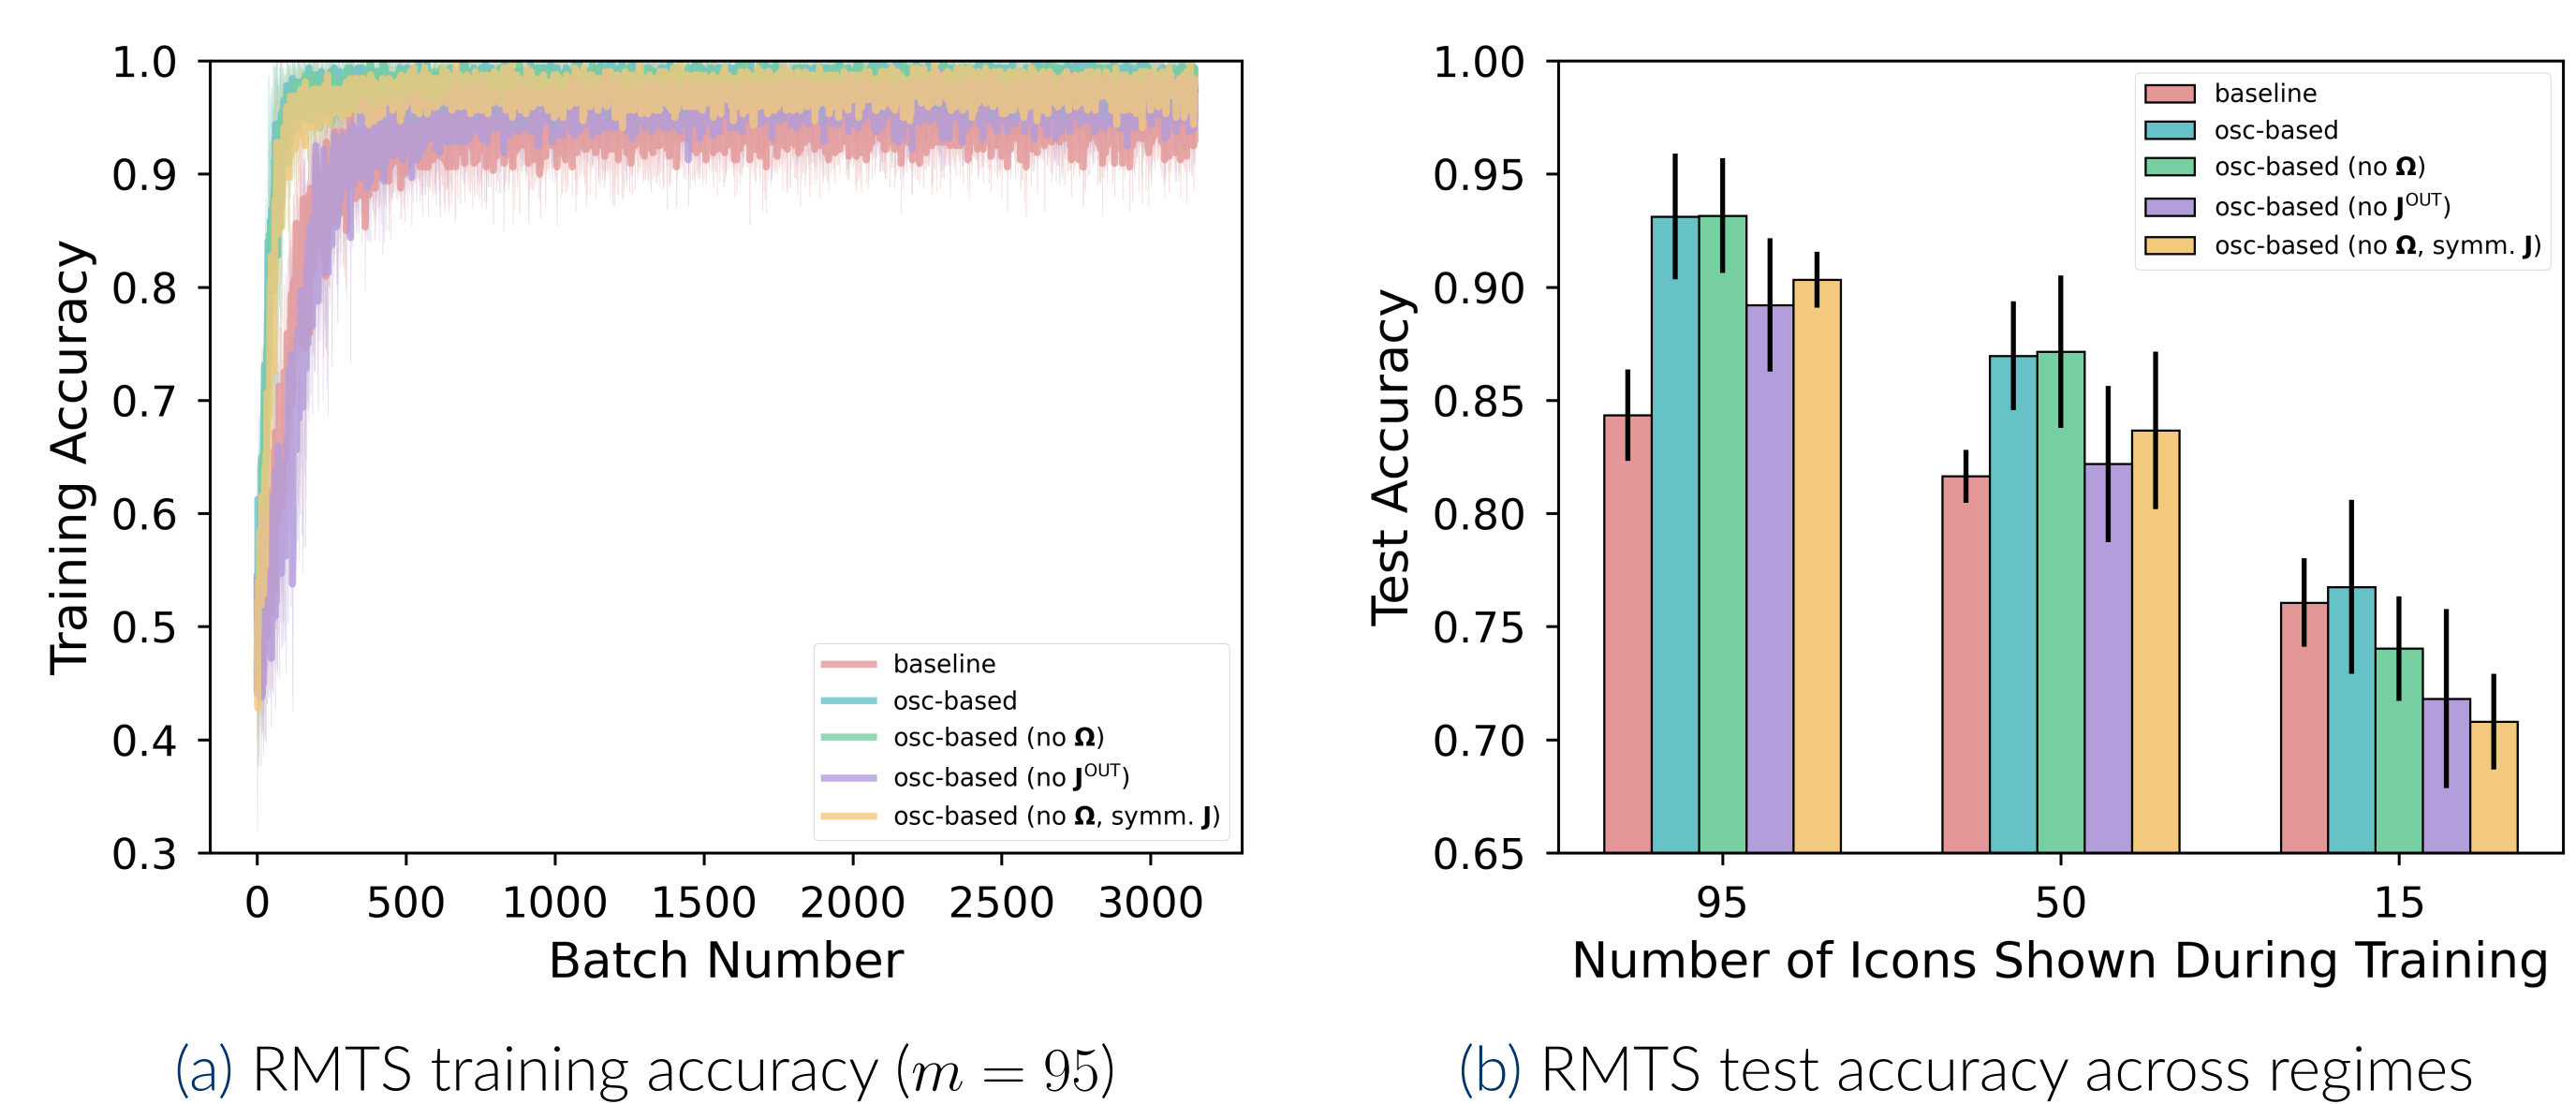 Training Accuracy
1.0
0.9
0.8
0.7
0.6
0.5
0.4
0.3
0 500 1000 1500 2000 2500 3000
Batch Number
baseline
osc-based
osc-based (no Ω)
osc-based (no J^OUT)
osc-based (no Ω, symm. J)
(a) RMTS training accuracy (m = 95)
Test Accuracy
1.00
0.95
0.90
0.85
0.80
0.75
0.70
0.65
95 50 15
Number of Icons Shown During Training
baseline
osc-based
osc-based (no Ω)
osc-based (no J^OUT)
osc-based (no Ω, symm. J)
(b) RMTS test accuracy across regimes